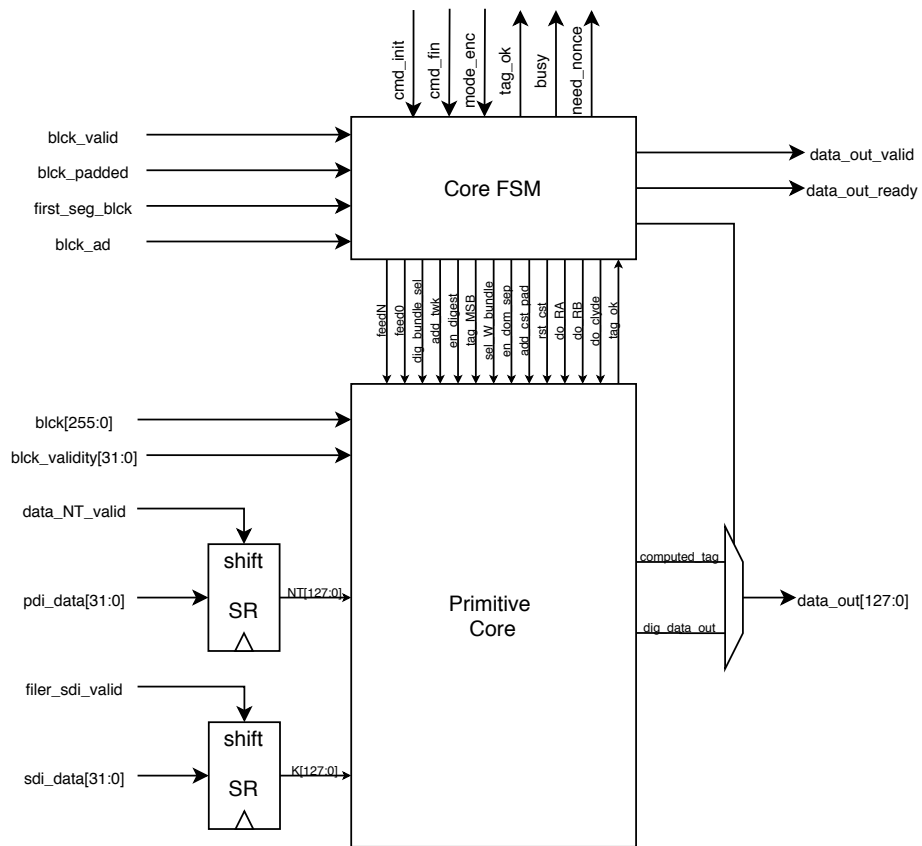 cmd_init
cmd_fin
mode_enc
tag_ok
busy
need_nonce
blck_valid
blck_padded
first_seg_blck
blck_ad
Core FSM
data_out_valid
data_out_ready
feedN
feed0
dig_bundle_sel
add_twk
en_digest
tag_MSB
sel_W_bundle
en_dom_sep
add_cst_pad
rst_cst
do_RA
do_RB
do_clyde
tag_ok
blck[255:0]
blck_validity[31:0]
data_NT_valid
shift
pdi_data[31:0]
SR
NT[127:0]
Primitive
Core
computed_tag
dig_data_out
data_out[127:0]
filer_sdi_valid
shift
sdi_data[31:0]
SR
K[127:0]